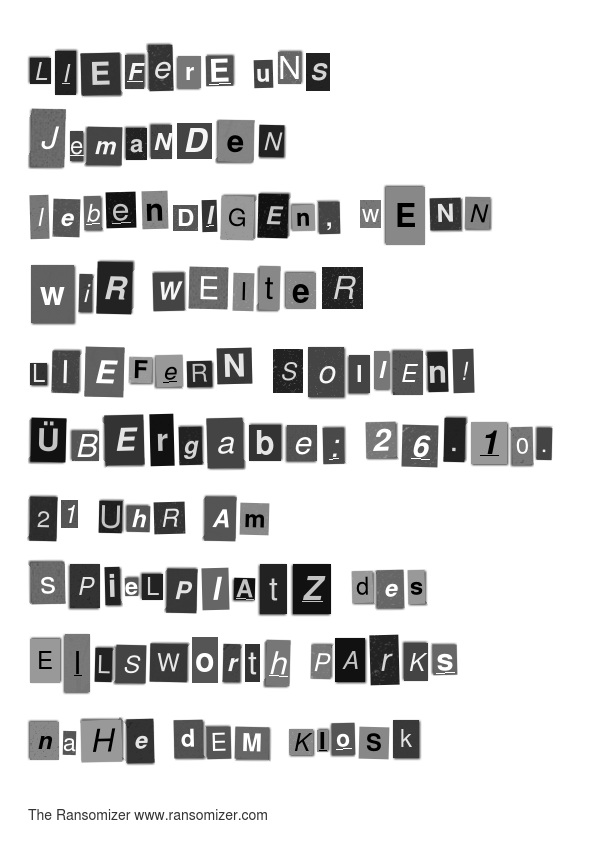 LIEFerE uNS
JemaNDeN
lebenDIGEn, wENN
wiR WEIteR
LIEFeRN SollEn!
ÜBErgabe: 26.10.
21 UhR Am
SPieLPlAtZ des
EllSWorth PArKs
naHe dEM KIoSk
The Ransomizer www.ransomizer.com